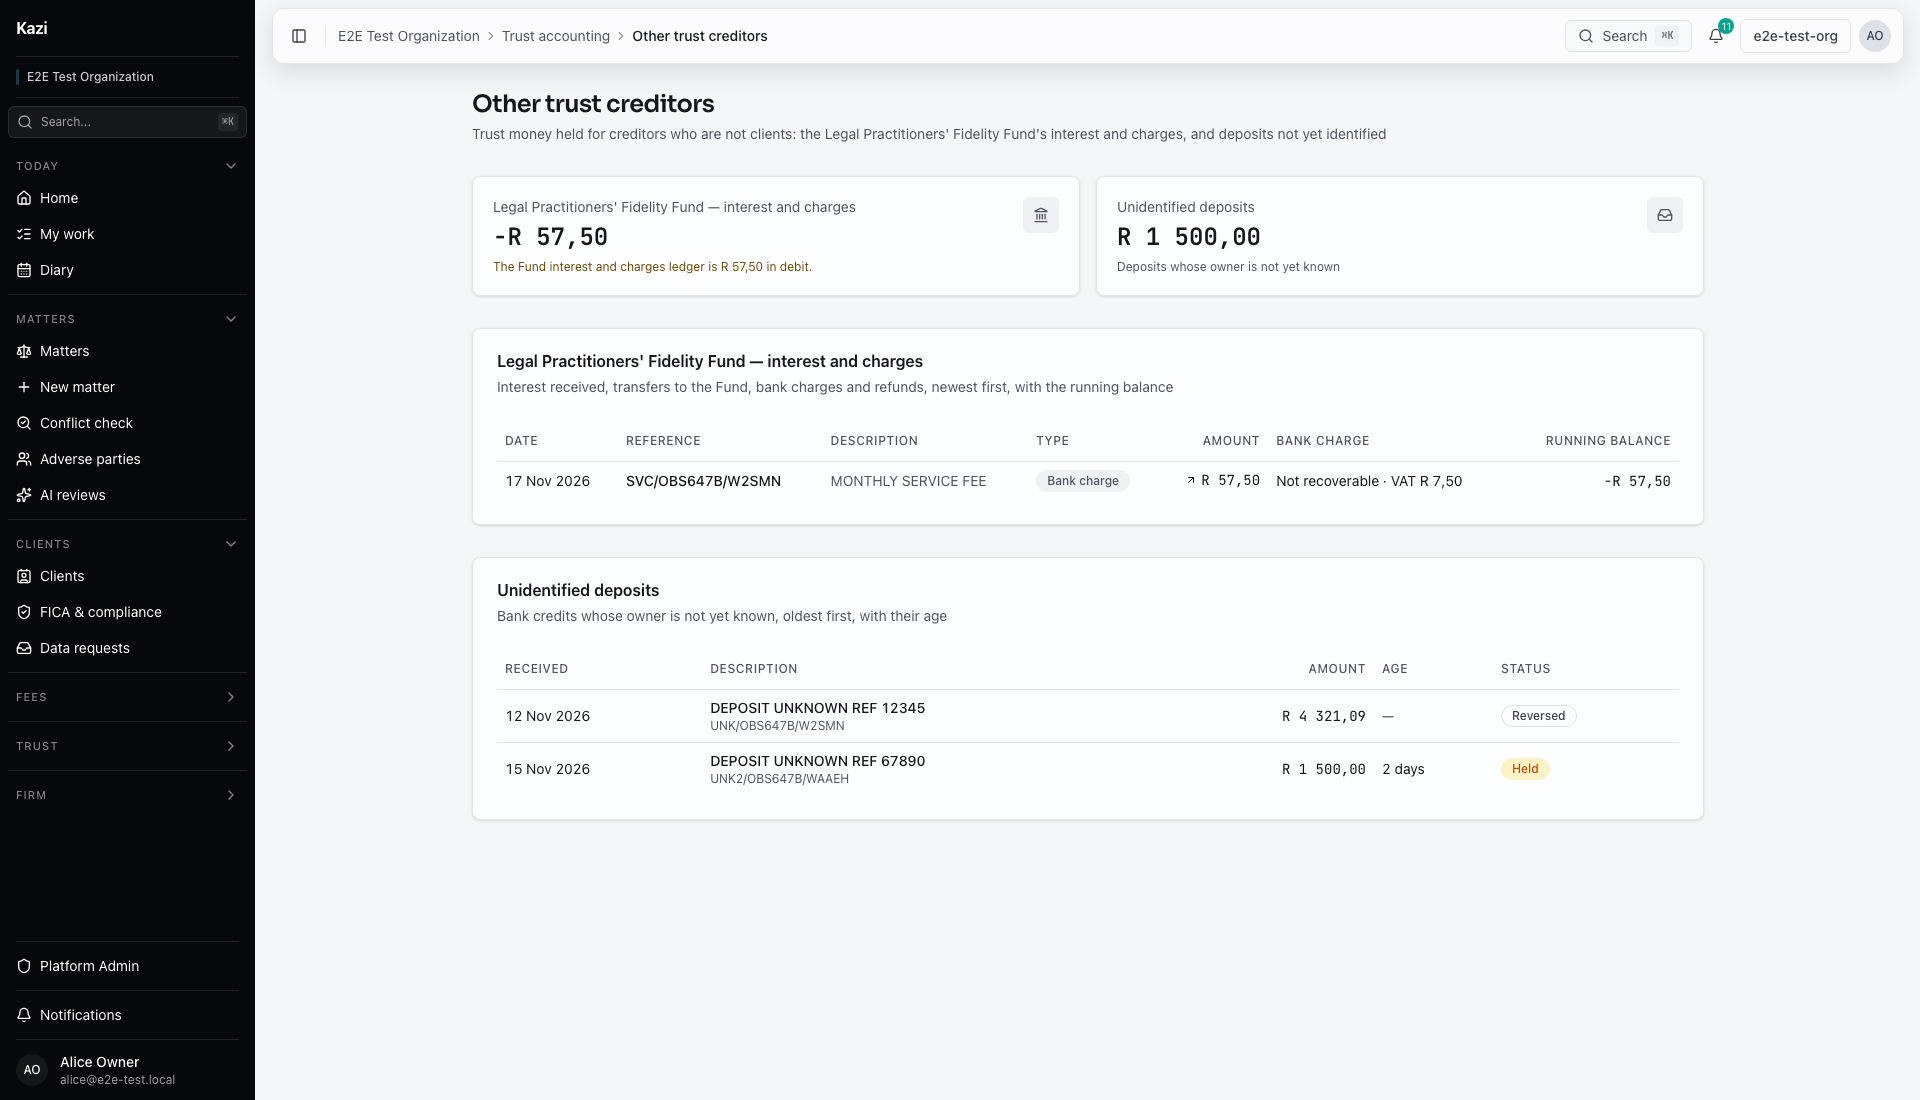 Kazi
E2E Test Organization
Search...
⌘K
TODAY
Home
My work
Diary
MATTERS
Matters
New matter
Conflict check
Adverse parties
AI reviews
CLIENTS
Clients
FICA & compliance
Data requests
FEES
TRUST
FIRM
Platform Admin
Notifications
AO
Alice Owner
alice@e2e-test.local
E2E Test Organization
Trust accounting
Other trust creditors
Search ⌘K
11
e2e-test-org
AO
Other trust creditors
Trust money held for creditors who are not clients: the Legal Practitioners' Fidelity Fund's interest and charges, and deposits not yet identified
Legal Practitioners' Fidelity Fund — interest and charges
-R 57,50
The Fund interest and charges ledger is R 57,50 in debit.
Unidentified deposits
R 1 500,00
Deposits whose owner is not yet known
Legal Practitioners' Fidelity Fund — interest and charges
Interest received, transfers to the Fund, bank charges and refunds, newest first, with the running balance
DATE REFERENCE DESCRIPTION TYPE AMOUNT BANK CHARGE RUNNING BALANCE
17 Nov 2026 SVC/OBS647B/W2SMN MONTHLY SERVICE FEE Bank charge R 57,50 Not recoverable · VAT R 7,50 -R 57,50
Unidentified deposits
Bank credits whose owner is not yet known, oldest first, with their age
RECEIVED DESCRIPTION AMOUNT AGE STATUS
12 Nov 2026 DEPOSIT UNKNOWN REF 12345 R 4 321,09 — Reversed
UNK/OBS647B/W2SMN
15 Nov 2026 DEPOSIT UNKNOWN REF 67890 R 1 500,00 2 days Held
UNK2/OBS647B/WAAEH